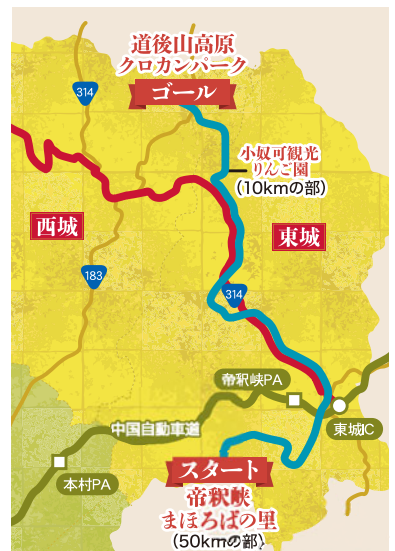 道後山高原
クロカンパーク
ゴール
314
小奴可観光
りんご園
（10kmの部）
西城
東城
183
314
帝釈峡PA
中国自動車道
東城IC
本村PA
スタート
帝釈峡
まほろばの里
（50kmの部）